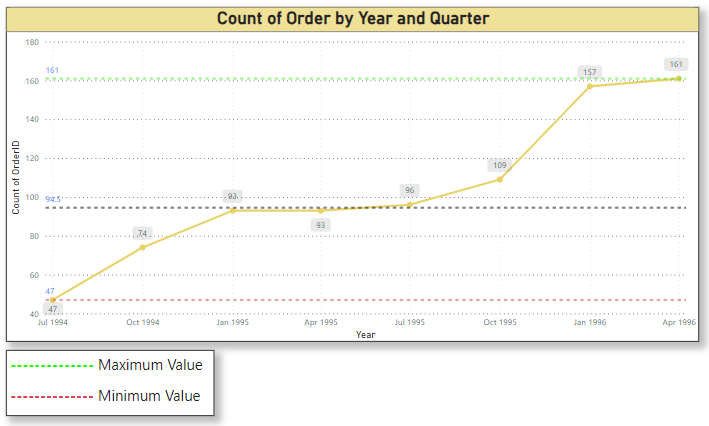 Count of Order by Year and Quarter
Count of OrderID
180
160
140
120
100
80
60
40
161
94.5
47
47
74
93
93
96
109
157
161
Jul 1994
Oct 1994
Jan 1995
Apr 1995
Jul 1995
Oct 1995
Jan 1996
Apr 1996
Year
Maximum Value
Minimum Value